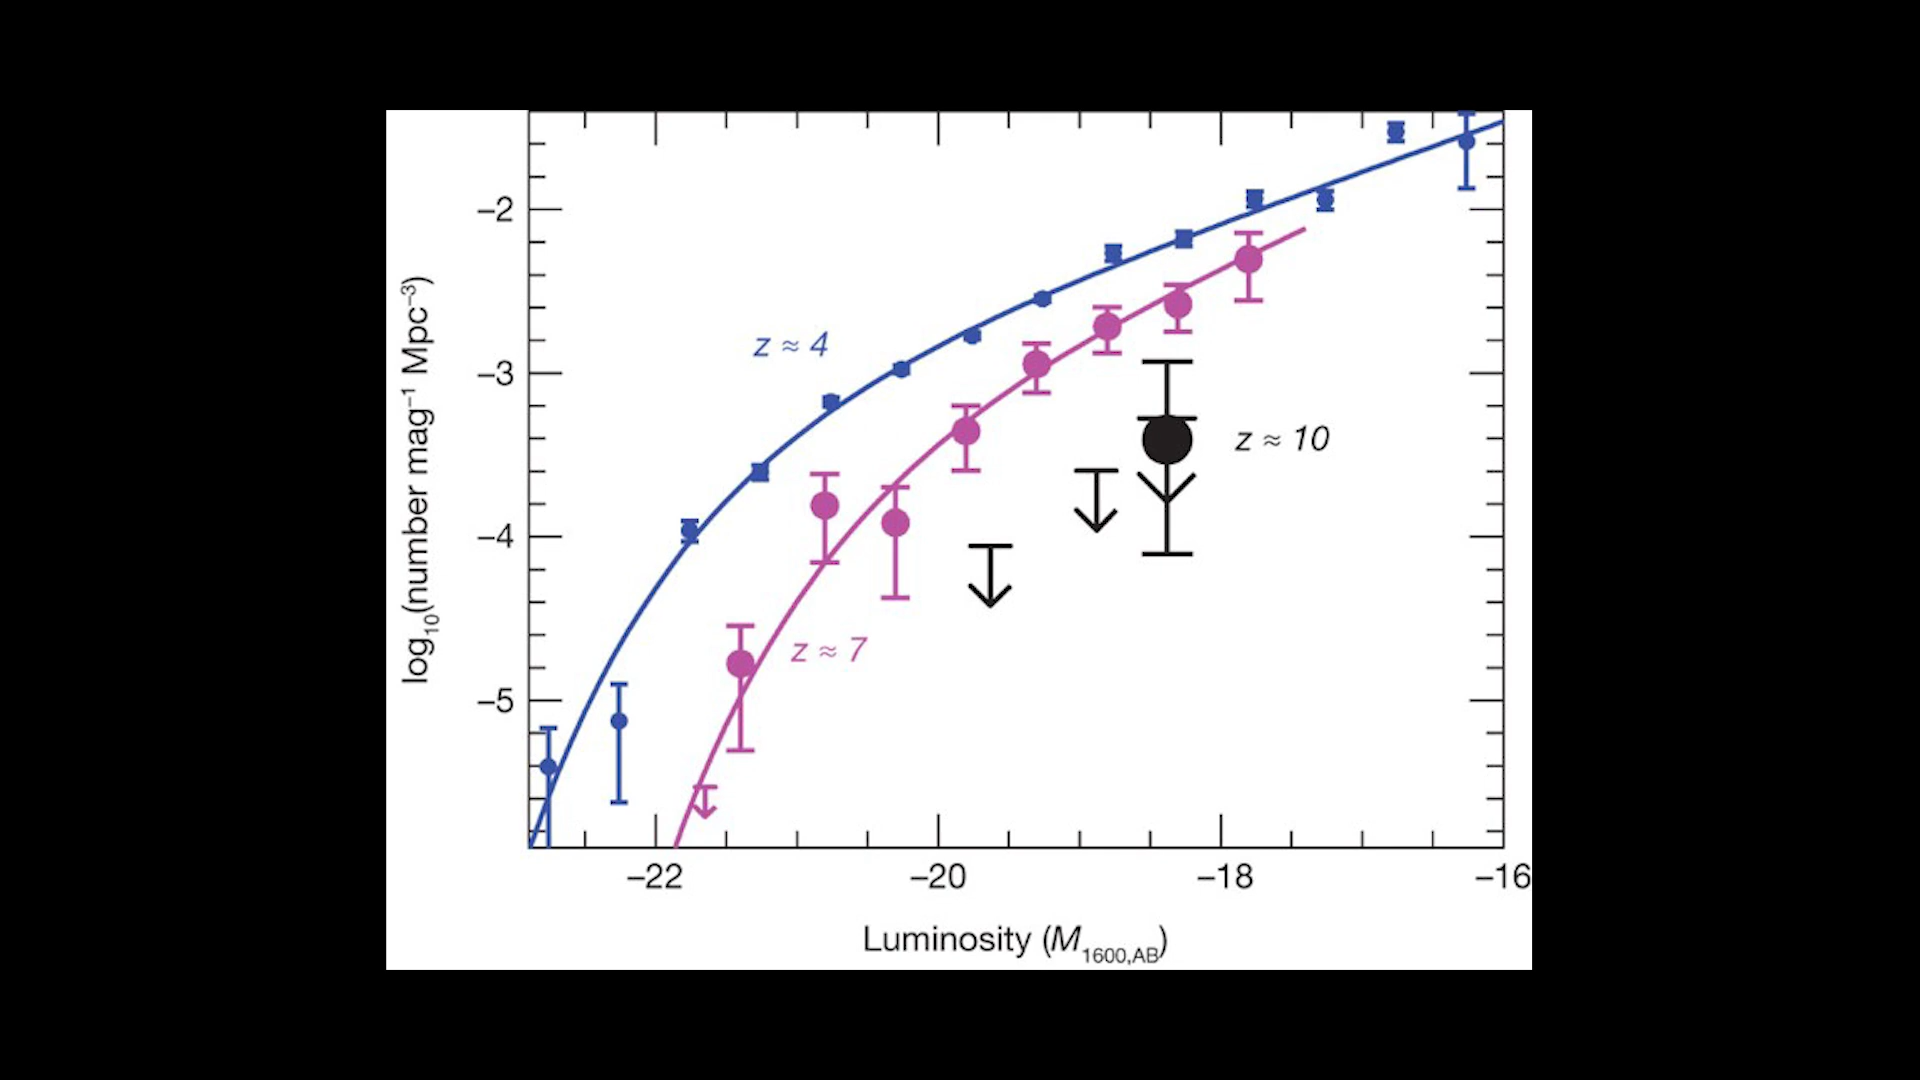 log₁₀(number mag⁻¹ Mpc⁻³)
–2
–3
–4
–5
z ≈ 4
z ≈ 10
z ≈ 7
–22
–20
–18
–16
Luminosity (M₁₆₀₀,AB)